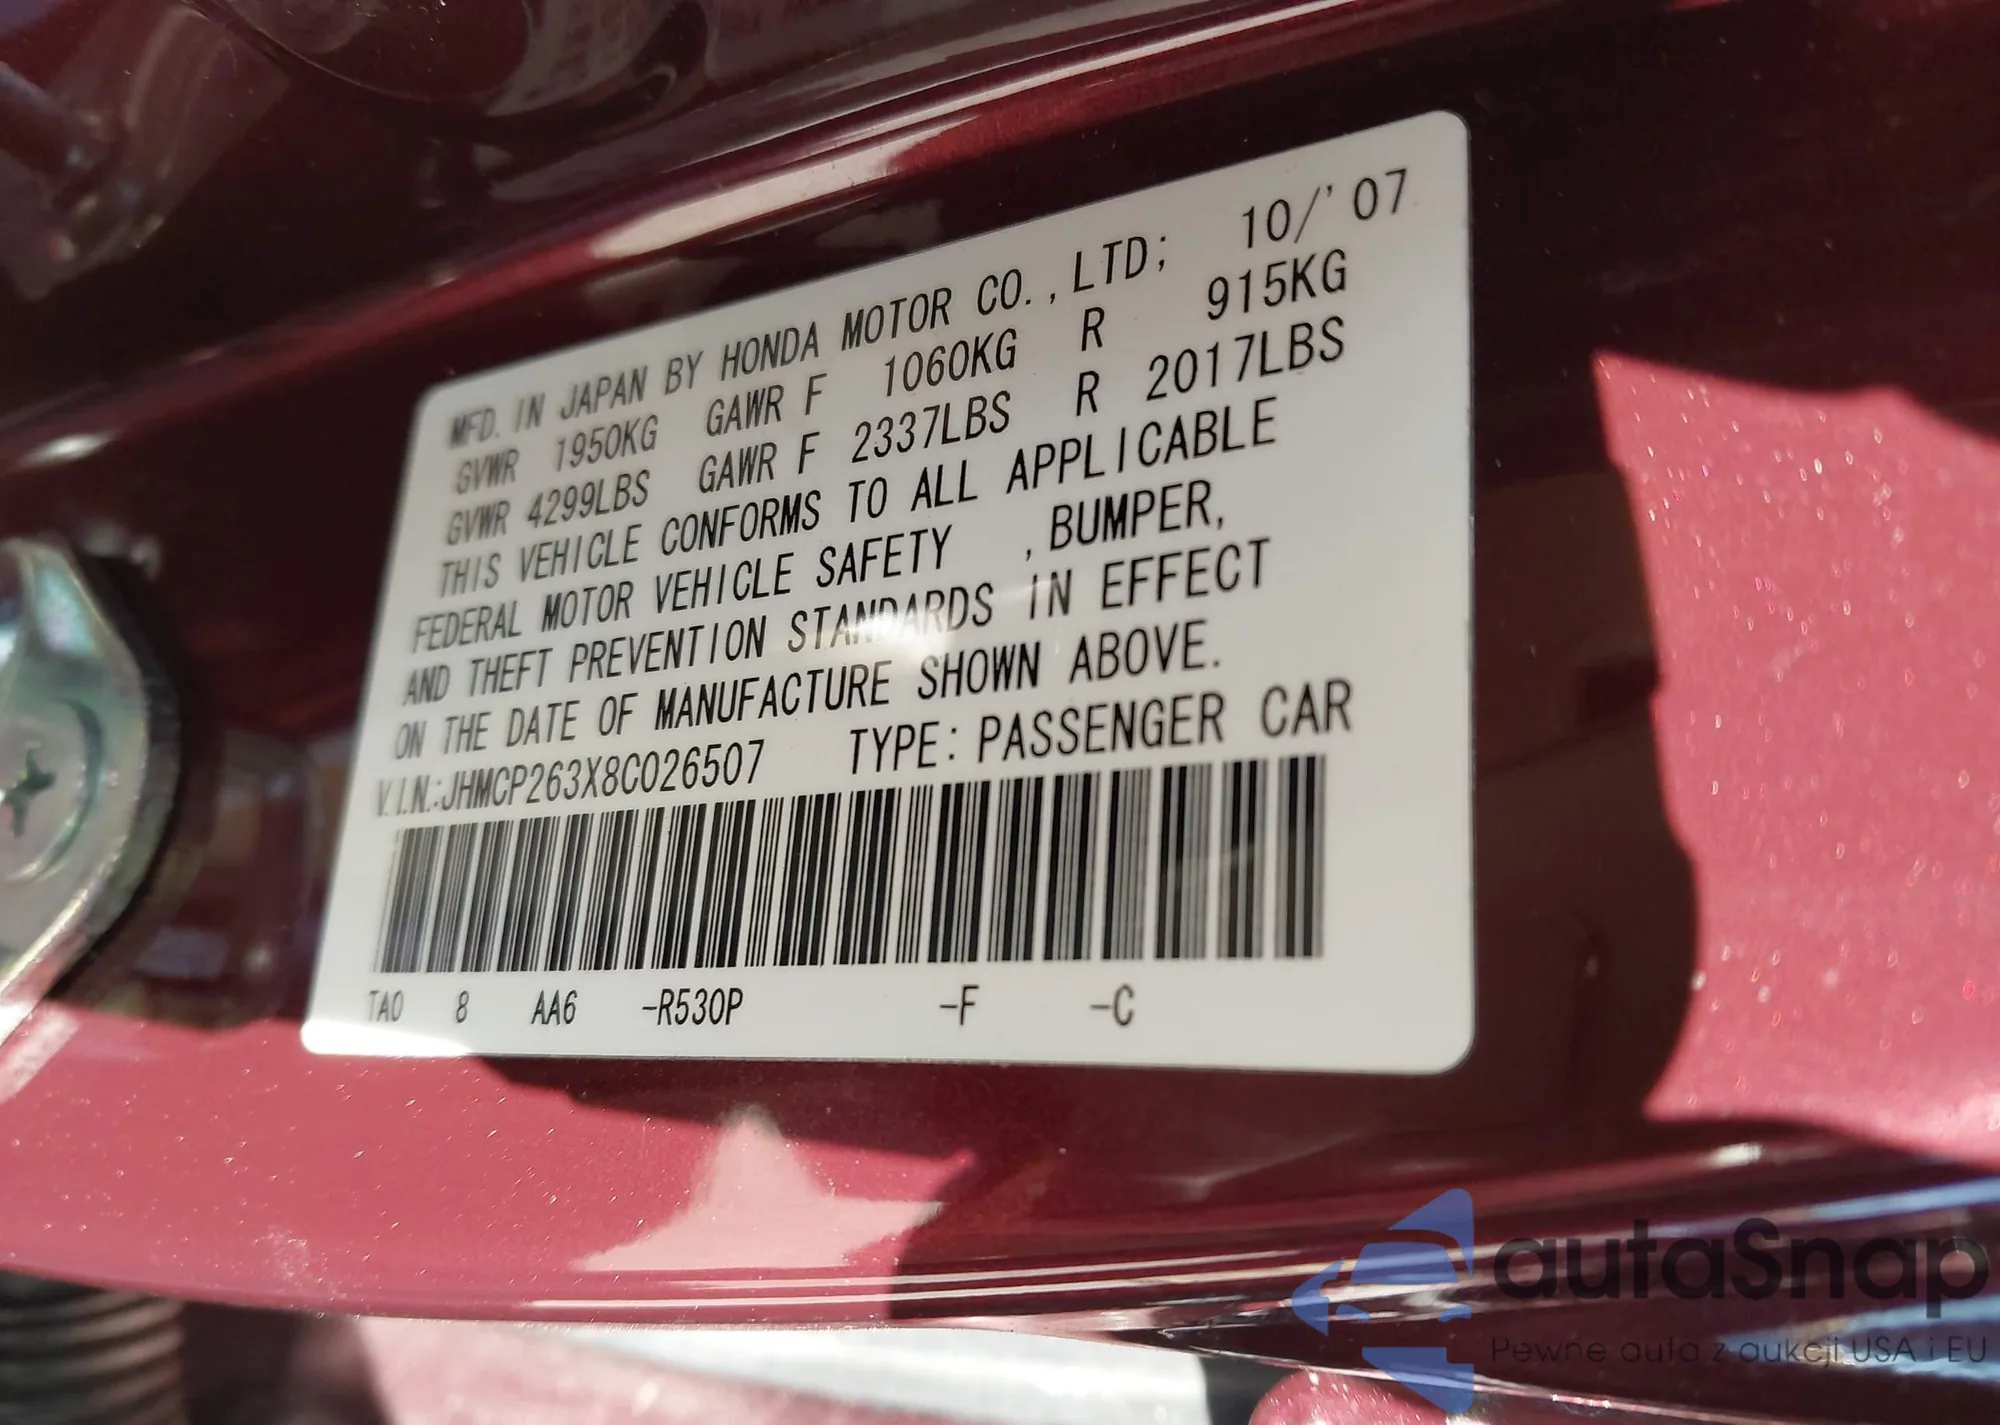 MFD. IN JAPAN BY HONDA MOTOR CO., LTD; 10/'07
GVWR 1950KG GAWR F 1060KG R 915KG
GVWR 4299LBS GAWR F 2337LBS R 2017LBS
THIS VEHICLE CONFORMS TO ALL APPLICABLE
FEDERAL MOTOR VEHICLE SAFETY , BUMPER,
AND THEFT PREVENTION STANDARDS IN EFFECT
ON THE DATE OF MANUFACTURE SHOWN ABOVE.
V.I.N.:JHMCP263X8C026507 TYPE: PASSENGER CAR
TA0 8 AA6 -R530P -F -C
autaSnap
Pewne auta z aukcji USA i EU